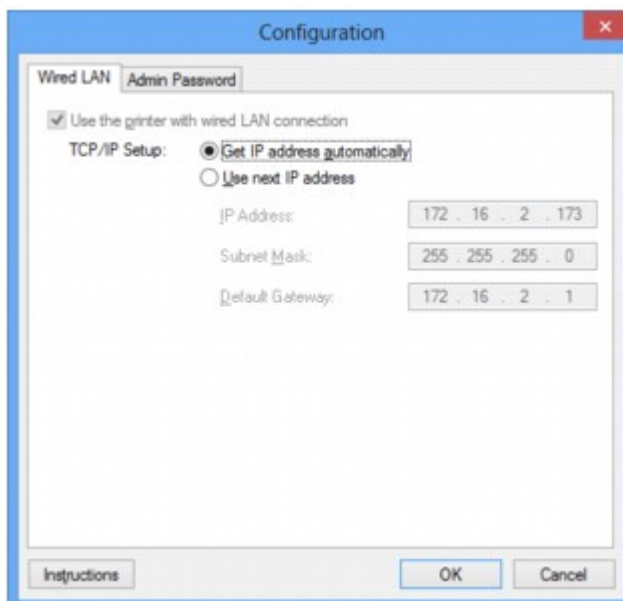 Configuration
Wired LAN Admin Password
Use the printer with wired LAN connection
TCP/IP Setup: Get IP address automatically
Use next IP address
IP Address: 172 . 16 . 2 . 173
Subnet Mask: 255 . 255 . 255 . 0
Default Gateway: 172 . 16 . 2 . 1
Instructions OK Cancel